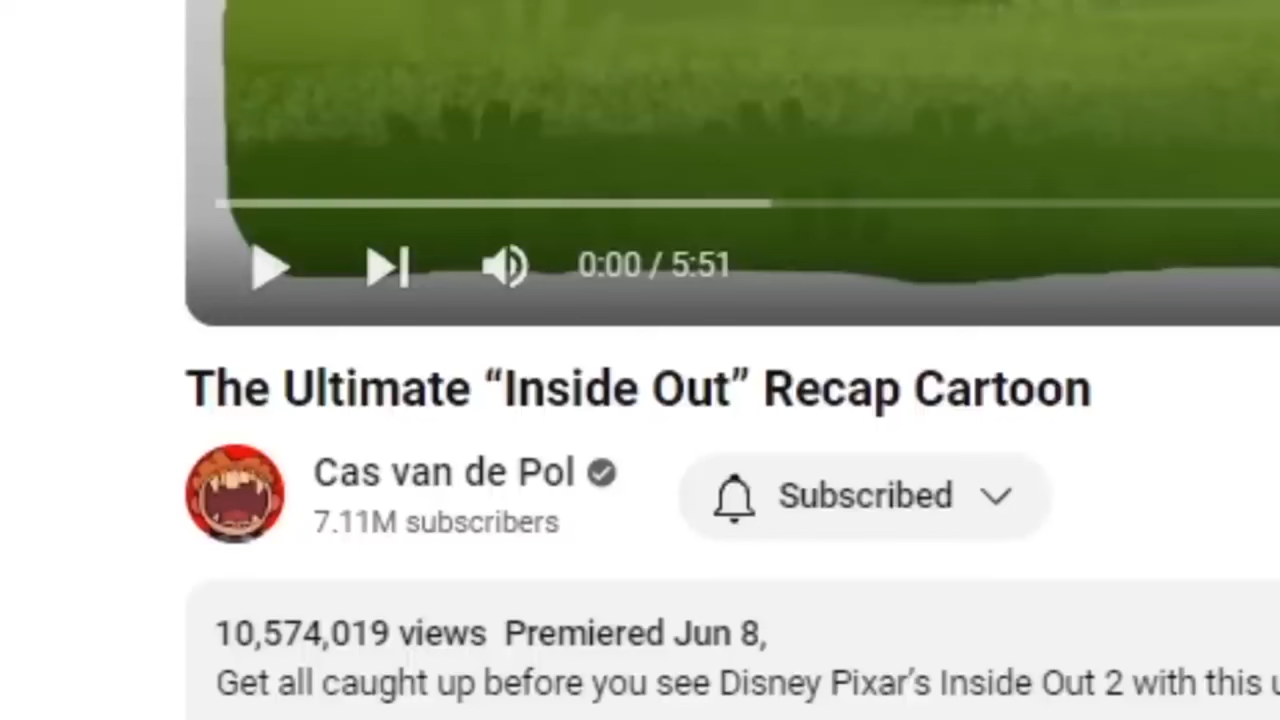 0:00 / 5:51
The Ultimate “Inside Out” Recap Cartoon
Cas van de Pol
7.11M subscribers
Subscribed
10,574,019 views Premiered Jun 8,
Get all caught up before you see Disney Pixar’s Inside Out 2 with this